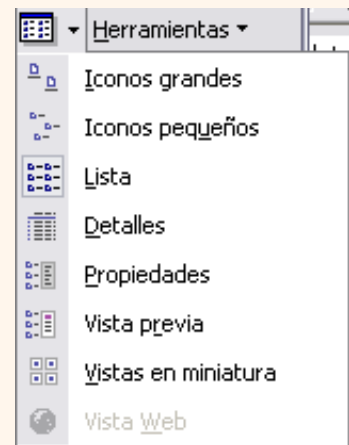 Herramientas
Iconos grandes
Iconos pequeños
Lista
Detalles
Propiedades
Vista previa
Vistas en miniatura
Vista Web